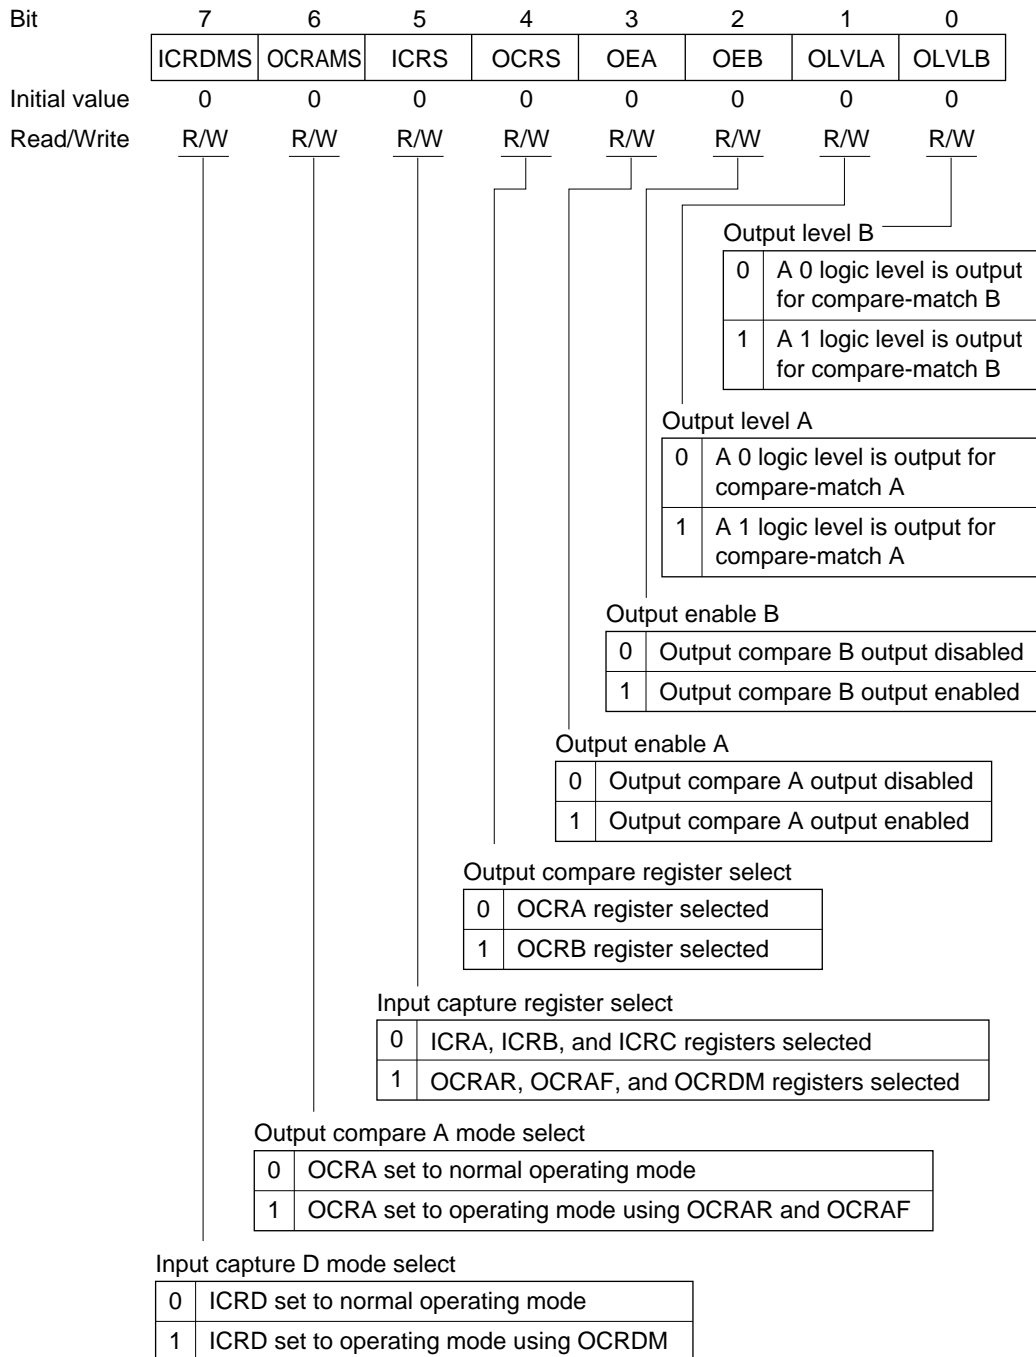 Bit 7 6 5 4 3 2 1 0
ICRDMS OCRAMS ICRS OCRS OEA OEB OLVLA OLVLB
Initial value 0 0 0 0 0 0 0 0
Read/Write R/W R/W R/W R/W R/W R/W R/W R/W
Output level B
0 A 0 logic level is output
for compare-match B
1 A 1 logic level is output
for compare-match B
Output level A
0 A 0 logic level is output for
compare-match A
1 A 1 logic level is output for
compare-match A
Output enable B
0 Output compare B output disabled
1 Output compare B output enabled
Output enable A
0 Output compare A output disabled
1 Output compare A output enabled
Output compare register select
0 OCRA register selected
1 OCRB register selected
Input capture register select
0 ICRA, ICRB, and ICRC registers selected
1 OCRAR, OCRAF, and OCRDM registers selected
Output compare A mode select
0 OCRA set to normal operating mode
1 OCRA set to operating mode using OCRAR and OCRAF
Input capture D mode select
0 ICRD set to normal operating mode
1 ICRD set to operating mode using OCRDM